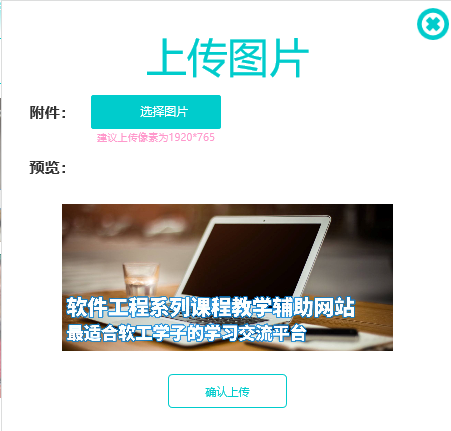 上传图片
附件：
选择图片
建议上传像素为1920*765
预览：
软件工程系列课程教学辅助网站
最适合软工学子的学习交流平台
确认上传